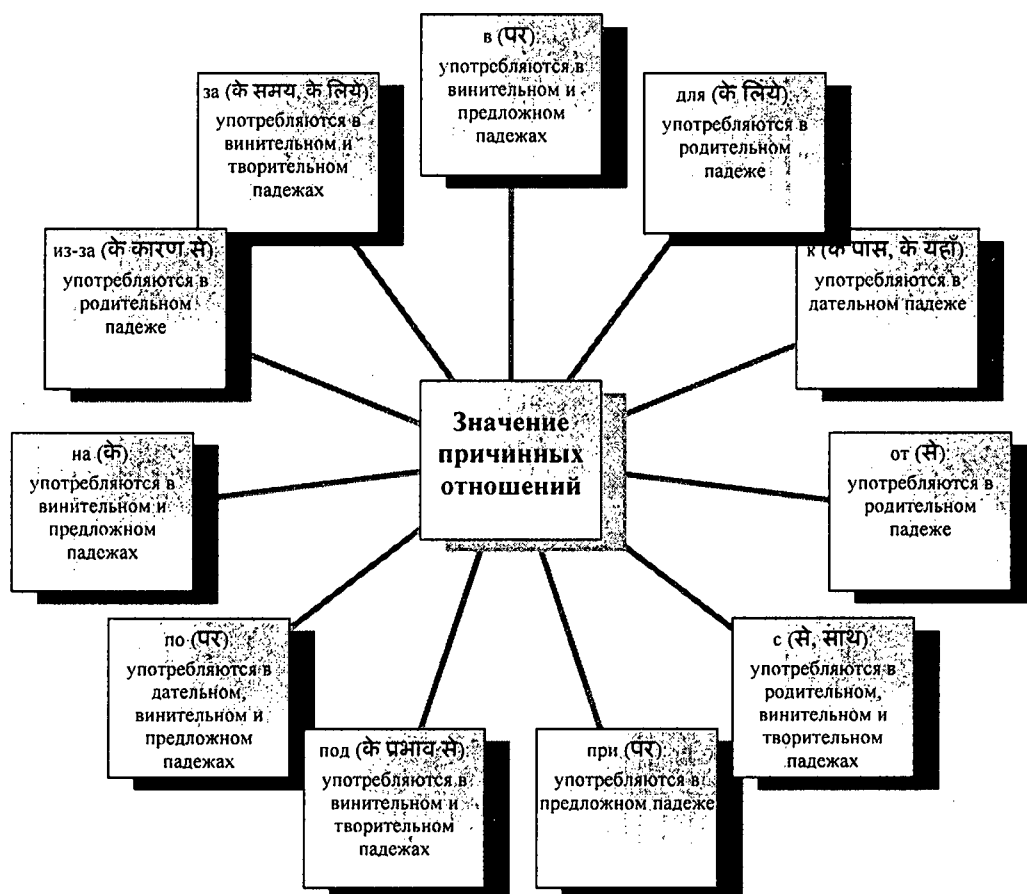 в (पर)
употребляются в
винительном и
предложном
падежах
для (के लिये)
употребляются в
родительном
падеже
к (के पास, के यहाँ)
употребляются в
дательном падеже
от (से)
употребляются в
родительном
падеже
с (से, साथ)
употребляются в
родительном,
винительном и
творительном
падежах
при (पर)
употребляются в
предложном падеже
под (के प्रभाव से)
употребляются в
винительном и
творительном
падежах
по (पर)
употребляются в
дательном,
винительном и
предложном
падежах
на (के)
употребляются в
винительном и
предложном
падежах
из-за (के कारण से)
употребляются в
родительном
падеже
за (के समय, के लिये)
употребляются в
винительном и
творительном
падежах
Значение
причинных
отношений